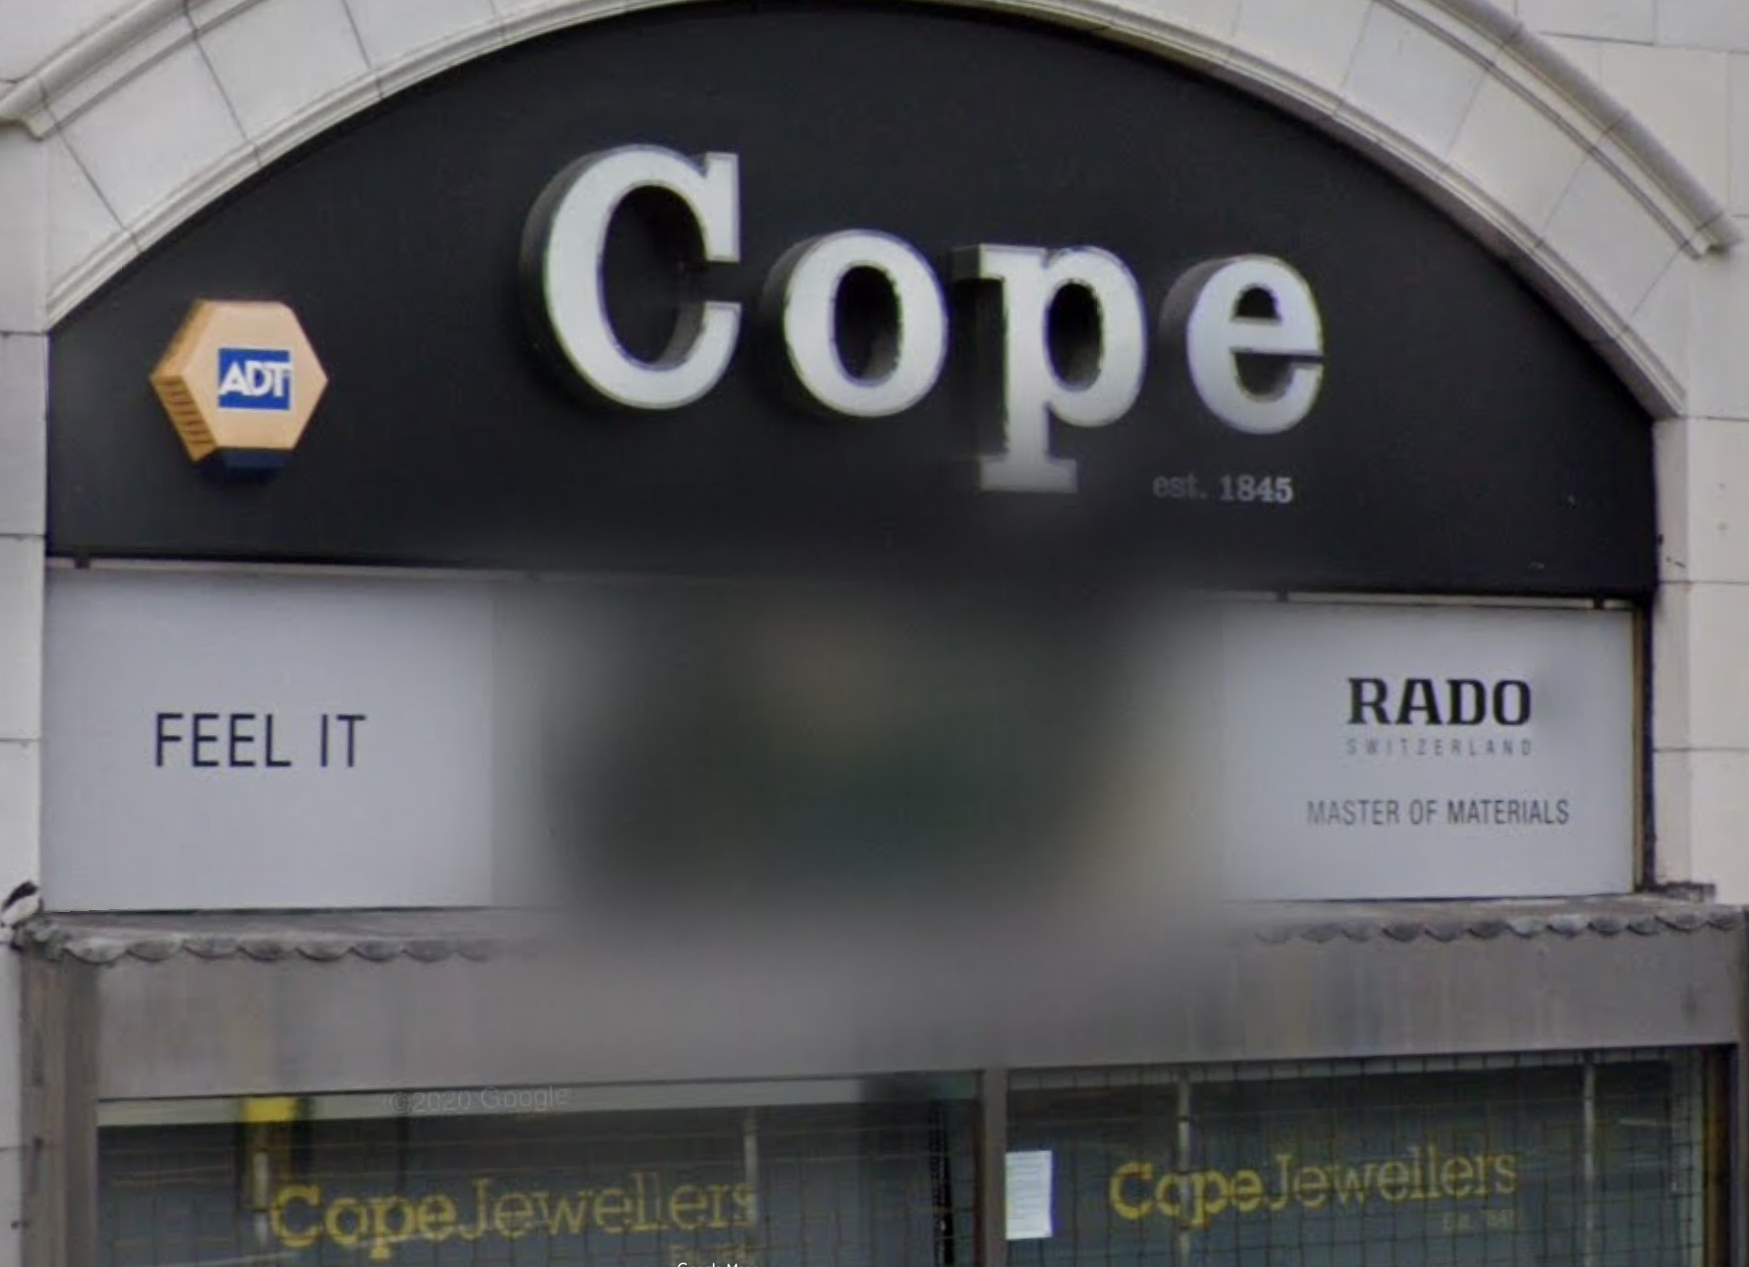 Cope
ADT
est. 1845
FEEL IT
RADO
SWITZERLAND
MASTER OF MATERIALS
©2020 Google
CopeJewellers
CopeJewellers